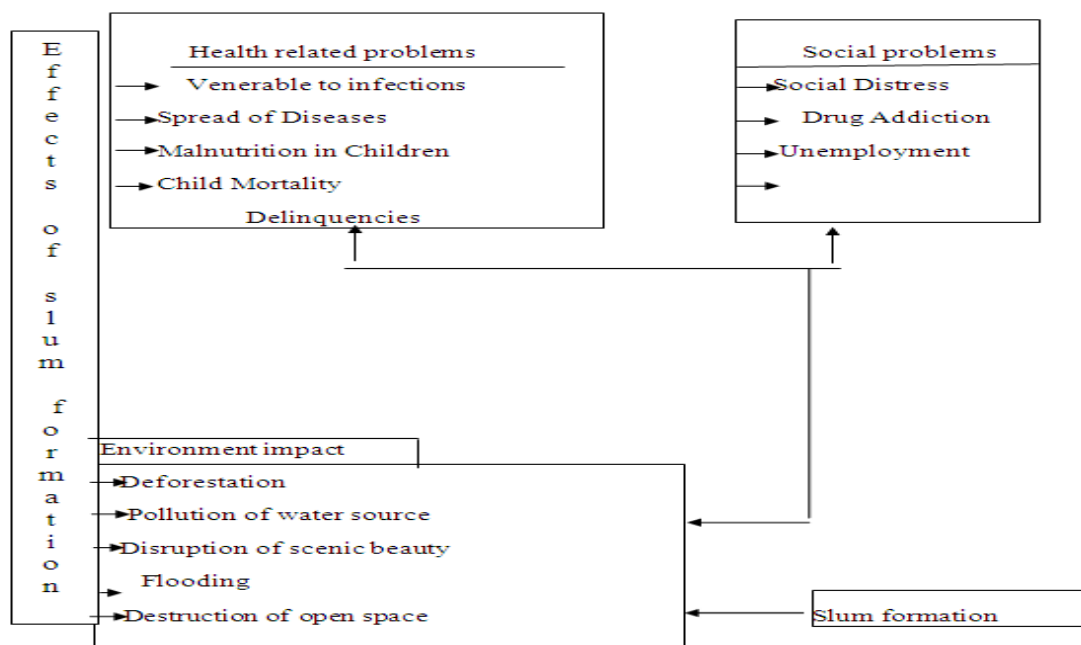 Effects of slum formation
Health related problems
Venerable to infections
Spread of Diseases
Malnutrition in Children
Child Mortality
Delinquencies
Social problems
Social Distress
Drug Addiction
Unemployment
Environment impact
Deforestation
Pollution of water source
Disruption of scenic beauty
Flooding
Destruction of open space
Slum formation